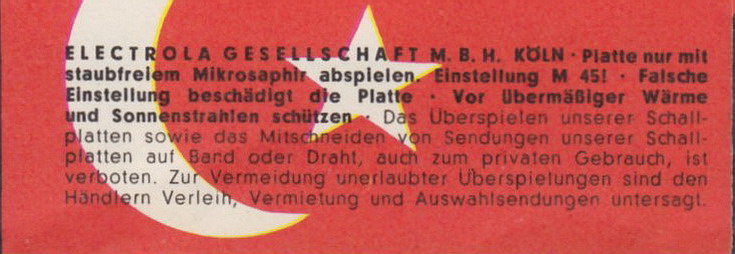 ELECTROLA GESELLSCHAFT M. B. H. KÖLN · Platte nur mit
staubfreiem Mikrosaphir abspielen. Einstellung M 45! · Falsche
Einstellung beschädigt die Platte · Vor übermäßiger Wärme
und Sonnenstrahlen schützen · Das Überspielen unserer Schall-
platten sowie das Mitschneiden von Sendungen unserer Schall-
platten auf Band oder Draht, auch zum privaten Gebrauch, ist
verboten. Zur Vermeidung unerlaubter Überspielungen sind den
Händlern Verleih, Vermietung und Auswahlsendungen untersagt.